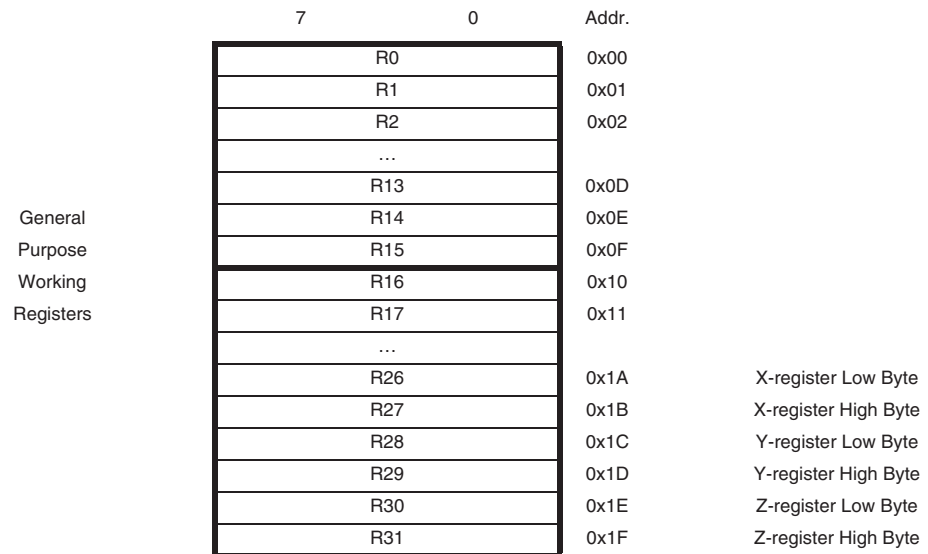 7 0 Addr.
R0 0x00
R1 0x01
R2 0x02
…
R13 0x0D
General R14 0x0E
Purpose R15 0x0F
Working R16 0x10
Registers R17 0x11
…
R26 0x1A X-register Low Byte
R27 0x1B X-register High Byte
R28 0x1C Y-register Low Byte
R29 0x1D Y-register High Byte
R30 0x1E Z-register Low Byte
R31 0x1F Z-register High Byte